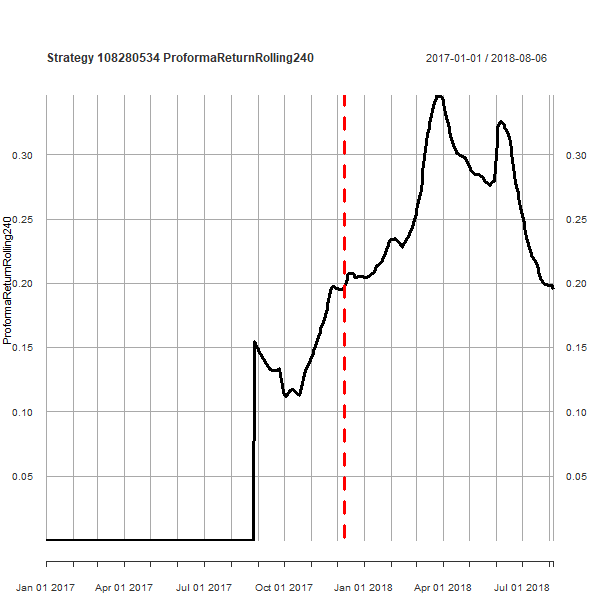 Strategy 108280534 ProformaReturnRolling240
2017-01-01 / 2018-08-06
ProformaReturnRolling240
0.30 0.30
0.25 0.25
0.20 0.20
0.15 0.15
0.10 0.10
0.05 0.05
Jan 01 2017 Apr 01 2017 Jul 01 2017 Oct 01 2017 Jan 01 2018 Apr 01 2018 Jul 01 2018